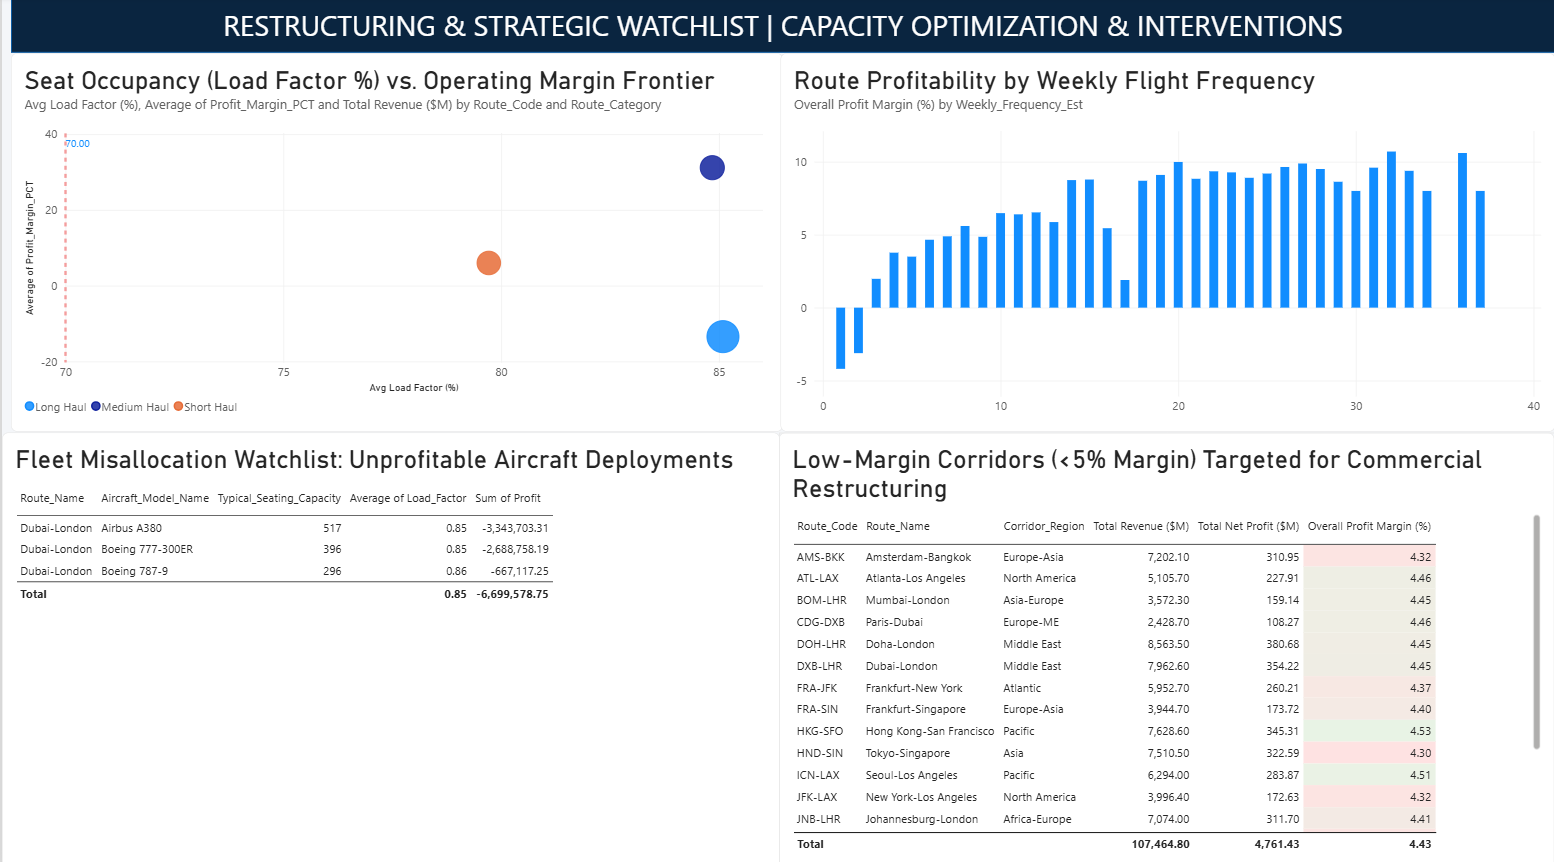 RESTRUCTURING & STRATEGIC WATCHLIST | CAPACITY OPTIMIZATION & INTERVENTIONS
Seat Occupancy (Load Factor %) vs. Operating Margin Frontier
Avg Load Factor (%), Average of Profit_Margin_PCT and Total Revenue ($M) by Route_Code and Route_Category
Average of Profit_Margin_PCT
40
20
0
-20
70.00
70 75 80 85
Avg Load Factor (%)
Long Haul Medium Haul Short Haul
Route Profitability by Weekly Flight Frequency
Overall Profit Margin (%) by Weekly_Frequency_Est
10
5
0
-5
0 10 20 30 40
Fleet Misallocation Watchlist: Unprofitable Aircraft Deployments
Route_Name Aircraft_Model_Name Typical_Seating_Capacity Average of Load_Factor Sum of Profit
Dubai-London Airbus A380 517 0.85 -3,343,703.31
Dubai-London Boeing 777-300ER 396 0.85 -2,688,758.19
Dubai-London Boeing 787-9 296 0.86 -667,117.25
Total 0.85 -6,699,578.75
Low-Margin Corridors (<5% Margin) Targeted for Commercial
Restructuring
Route_Code Route_Name Corridor_Region Total Revenue ($M) Total Net Profit ($M) Overall Profit Margin (%)
AMS-BKK Amsterdam-Bangkok Europe-Asia 7,202.10 310.95 4.32
ATL-LAX Atlanta-Los Angeles North America 5,105.70 227.91 4.46
BOM-LHR Mumbai-London Asia-Europe 3,572.30 159.14 4.45
CDG-DXB Paris-Dubai Europe-ME 2,428.70 108.27 4.46
DOH-LHR Doha-London Middle East 8,563.50 380.68 4.45
DXB-LHR Dubai-London Middle East 7,962.60 354.22 4.45
FRA-JFK Frankfurt-New York Atlantic 5,952.70 260.21 4.37
FRA-SIN Frankfurt-Singapore Europe-Asia 3,944.70 173.72 4.40
HKG-SFO Hong Kong-San Francisco Pacific 7,628.60 345.31 4.53
HND-SIN Tokyo-Singapore Asia 7,510.50 322.59 4.30
ICN-LAX Seoul-Los Angeles Pacific 6,294.00 283.87 4.51
JFK-LAX New York-Los Angeles North America 3,996.40 172.63 4.32
JNB-LHR Johannesburg-London Africa-Europe 7,074.00 311.70 4.41
Total 107,464.80 4,761.43 4.43